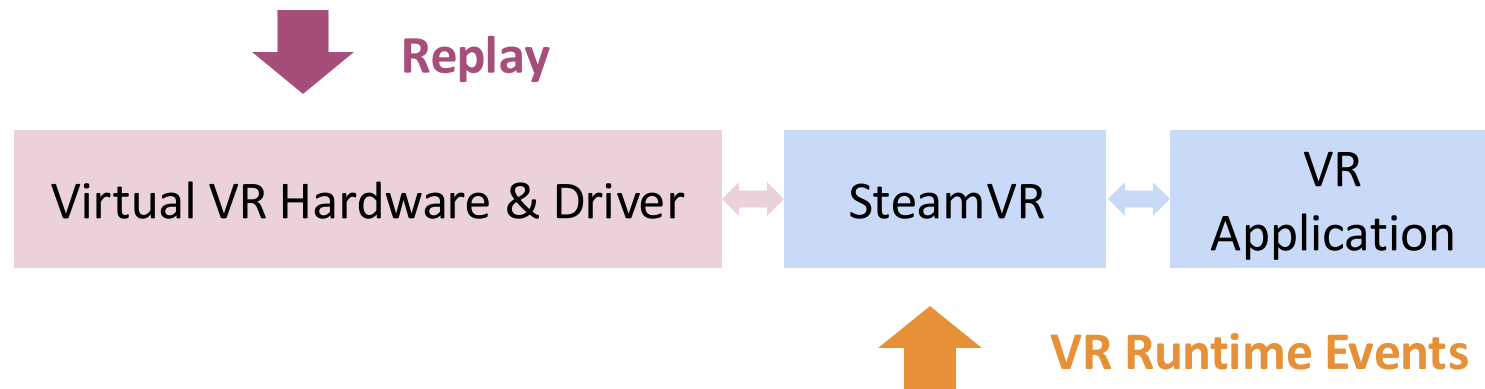 Replay
Virtual VR Hardware & Driver
SteamVR
VR
Application
VR Runtime Events